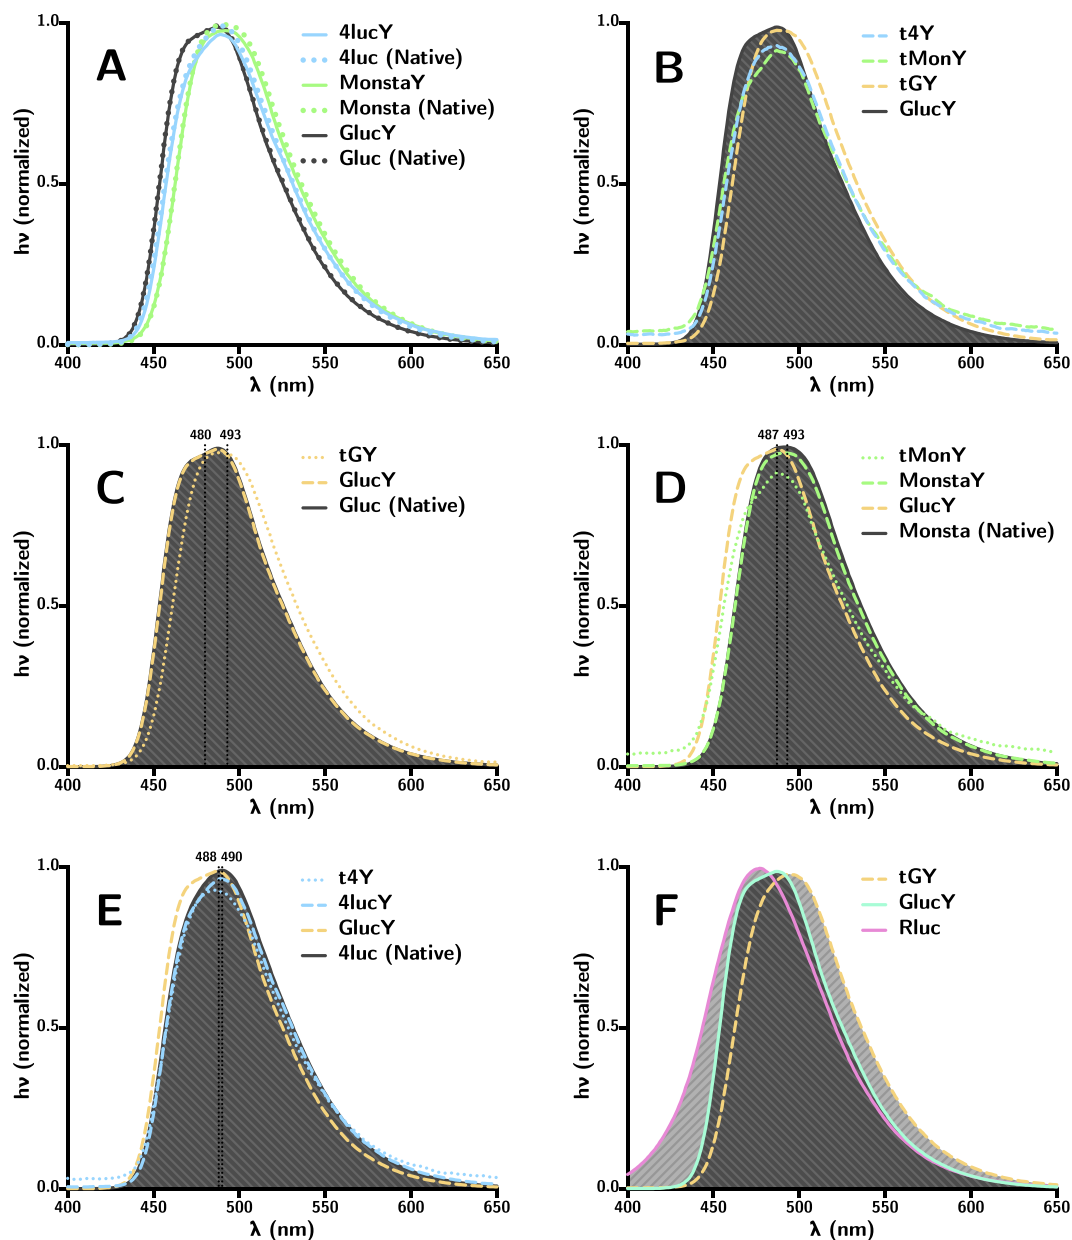 A
hν (normalized)
1.0
0.5
0.0
4lucY
4luc (Native)
MonstaY
Monsta (Native)
GlucY
Gluc (Native)
400 450 500 550 600 650
λ (nm)
B
hν (normalized)
1.0
0.5
0.0
t4Y
tMonY
tGY
GlucY
400 450 500 550 600 650
λ (nm)
C
hν (normalized)
1.0
0.5
0.0
480 493
tGY
GlucY
Gluc (Native)
400 450 500 550 600 650
λ (nm)
D
hν (normalized)
1.0
0.5
0.0
487 493
tMonY
MonstaY
GlucY
Monsta (Native)
400 450 500 550 600 650
λ (nm)
E
hν (normalized)
1.0
0.5
0.0
488 490
t4Y
4lucY
GlucY
4luc (Native)
400 450 500 550 600 650
λ (nm)
F
hν (normalized)
1.0
0.5
0.0
tGY
GlucY
Rluc
400 450 500 550 600 650
λ (nm)